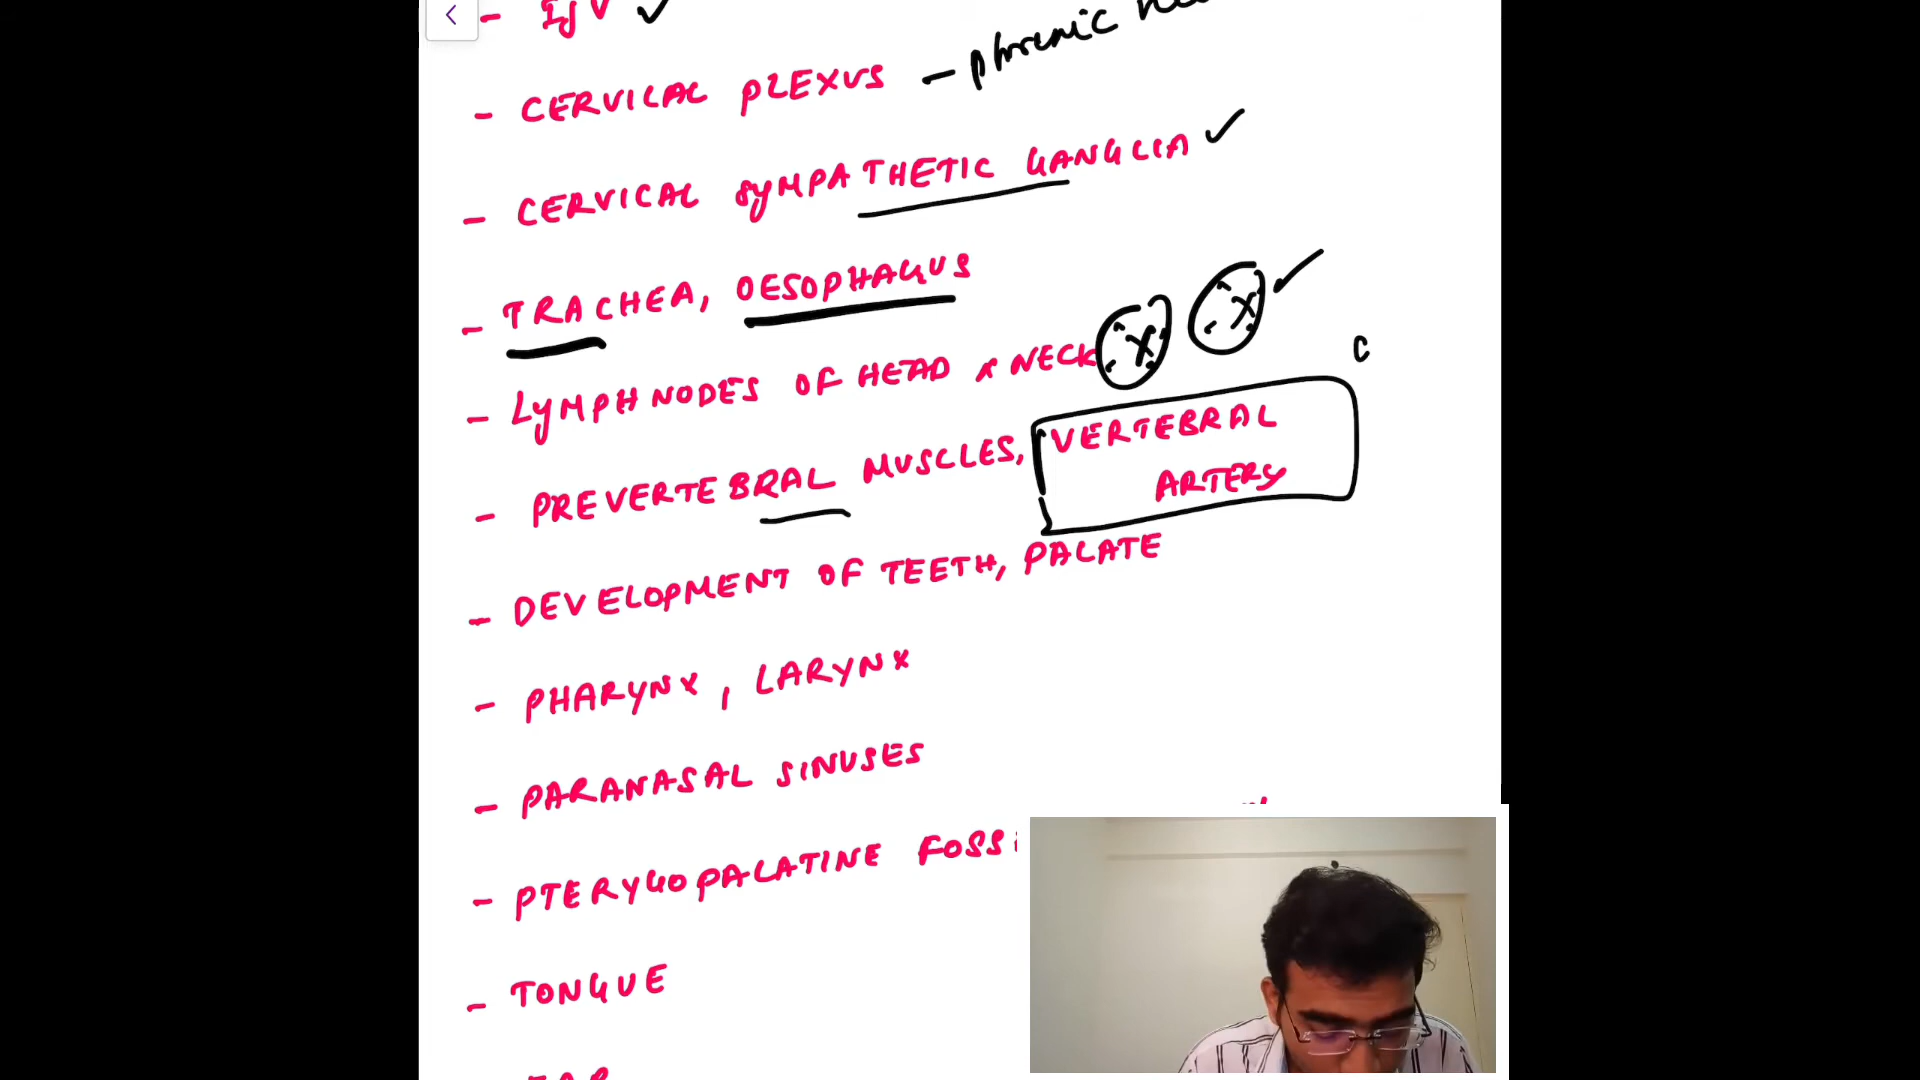 - IJV ✓
- CERVICAL PLEXUS - phrenic
- CERVICAL SYMPATHETIC GANGLIA ✓
- TRACHEA, OESOPHAGUS
- LYMPH NODES OF HEAD & NECK
- PREVERTEBRAL MUSCLES, VERTEBRAL
ARTERY
- DEVELOPMENT OF TEETH, PALATE
- PHARYNX, LARYNX
- PARANASAL SINUSES
- PTERYGOPALATINE
- TONGUE